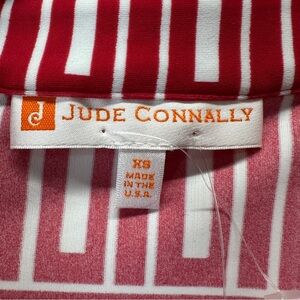 J JUDE CONNALLY
XS
MADE
IN THE
U.S.A.